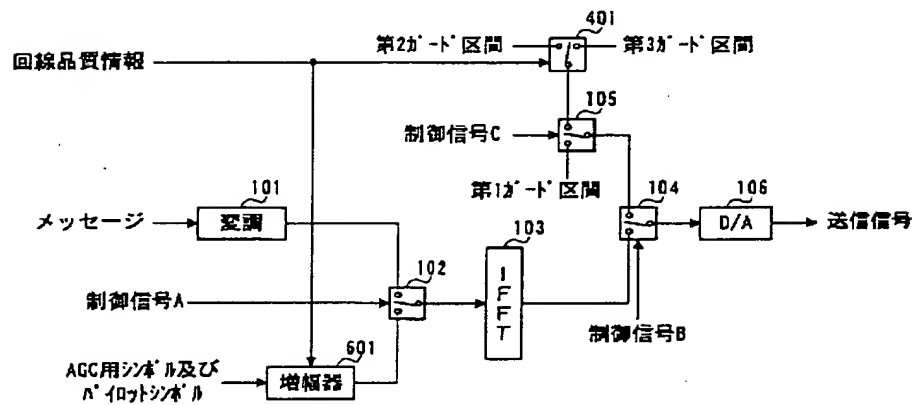 401
第2ガード区間
第3ガード区間
回線品質情報
105
制御信号C
第1ガード区間
101
104
106
メッセージ
変調
103
D/A
送信信号
102
制御信号A
IFFT
制御信号B
601
AGC用シンボル及び
パイロットシンボル
増幅器